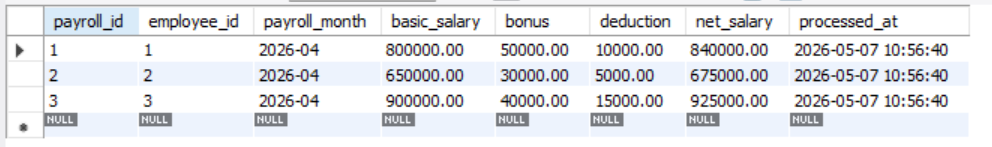 payroll_id employee_id payroll_month basic_salary bonus deduction net_salary processed_at
1 1 2026-04 800000.00 50000.00 10000.00 840000.00 2026-05-07 10:56:40
2 2 2026-04 650000.00 30000.00 5000.00 675000.00 2026-05-07 10:56:40
3 3 2026-04 900000.00 40000.00 15000.00 925000.00 2026-05-07 10:56:40
NULL NULL NULL NULL NULL NULL NULL NULL